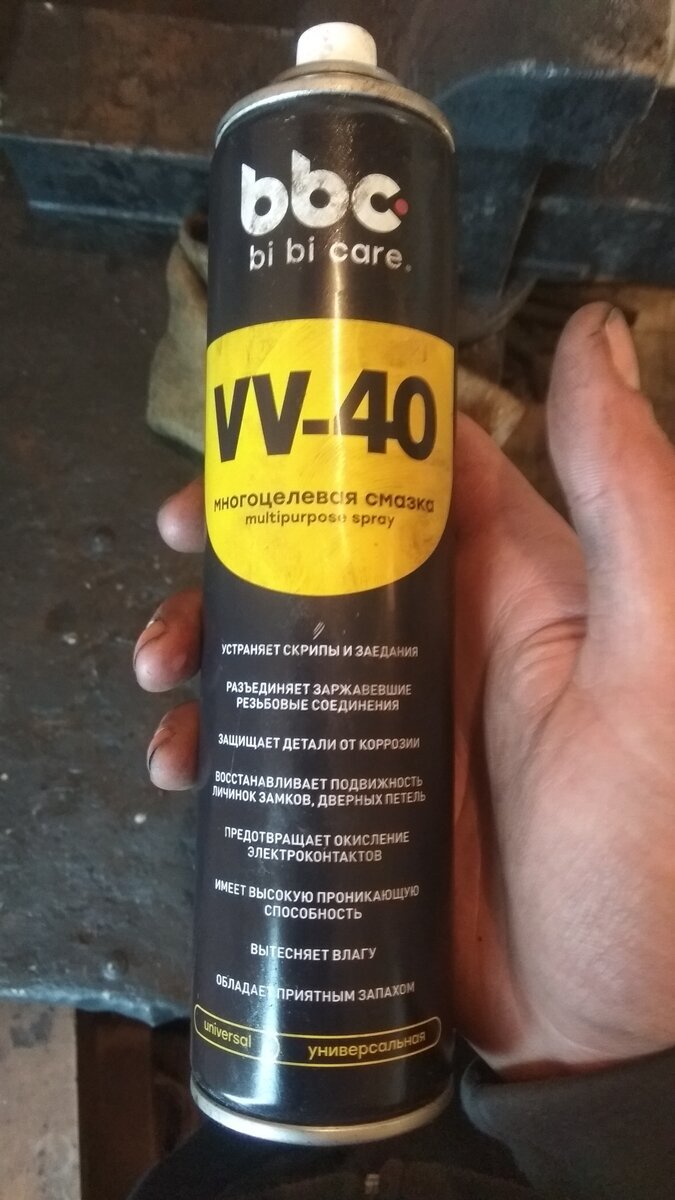 bbc
bi bi care.
VV-40
многоцелевая смазка
multipurpose spray
УСТРАНЯЕТ СКРИПЫ И ЗАЕДАНИЯ
РАЗЪЕДИНЯЕТ ЗАРЖАВЕВШИЕ
РЕЗЬБОВЫЕ СОЕДИНЕНИЯ
ЗАЩИЩАЕТ ДЕТАЛИ ОТ КОРРОЗИИ
ВОССТАНАВЛИВАЕТ ПОДВИЖНОСТЬ
ЛИЧИНОК ЗАМКОВ, ДВЕРНЫХ ПЕТЕЛЬ
ПРЕДОТВРАЩАЕТ ОКИСЛЕНИЕ
ЭЛЕКТРОКОНТАКТОВ
ИМЕЕТ ВЫСОКУЮ ПРОНИКАЮЩУЮ
СПОСОБНОСТЬ
ВЫТЕСНЯЕТ ВЛАГУ
ОБЛАДАЕТ ПРИЯТНЫМ ЗАПАХОМ
universal универсальная